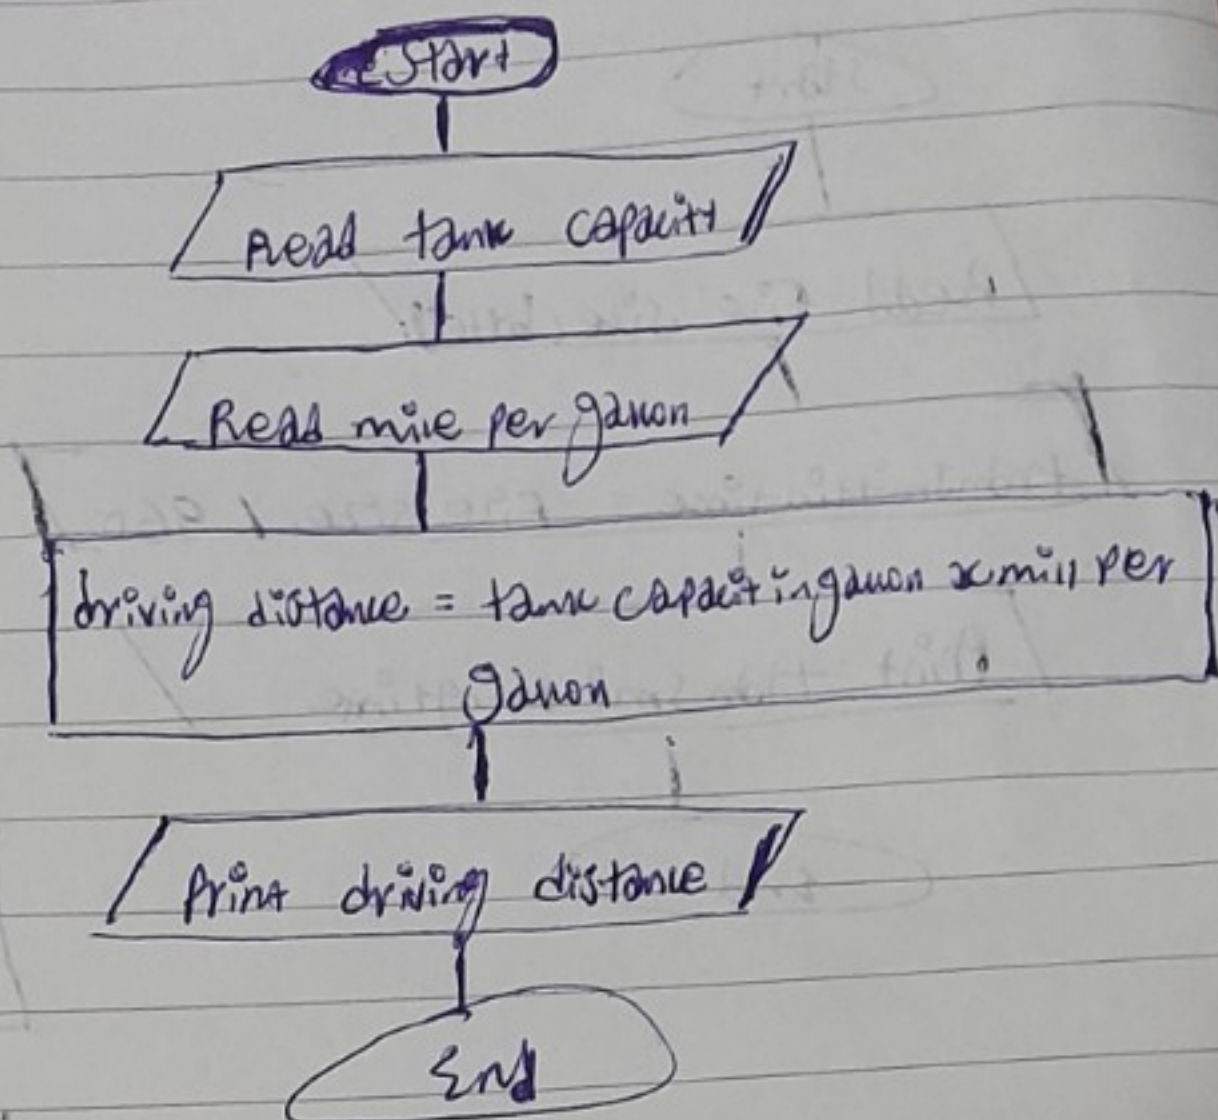 Start
Read tank capacity
Read mile per gallon
driving distance = tank capacit in gallon x mill per
gallon
Print driving distance
End